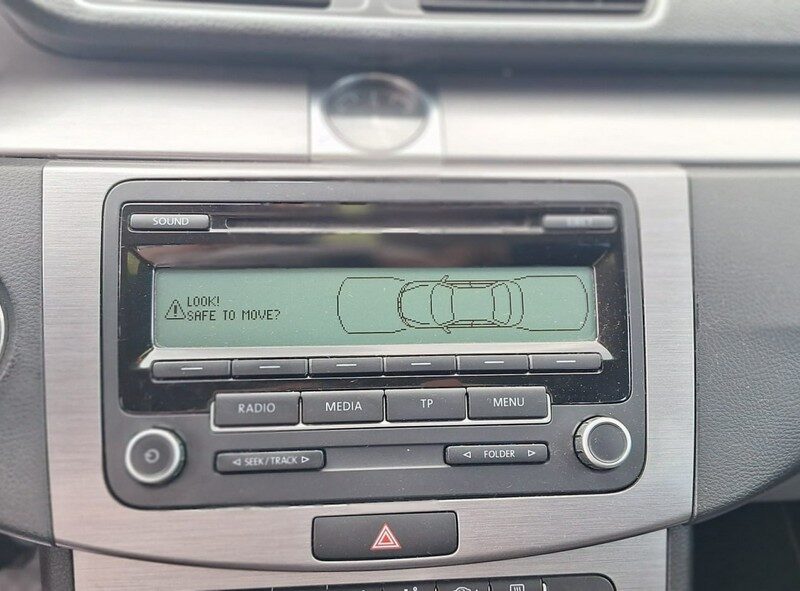 SOUND
LOOK!
SAFE TO MOVE?
RADIO
MEDIA
TP
MENU
SEEK/TRACK
FOLDER